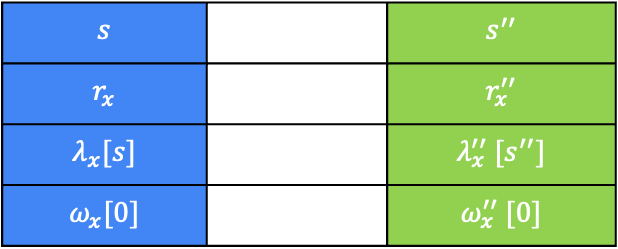 s s′′
r_x r_x′′
λ_x[s] λ_x′′ [s′′]
ω_x[0] ω_x′′ [0]